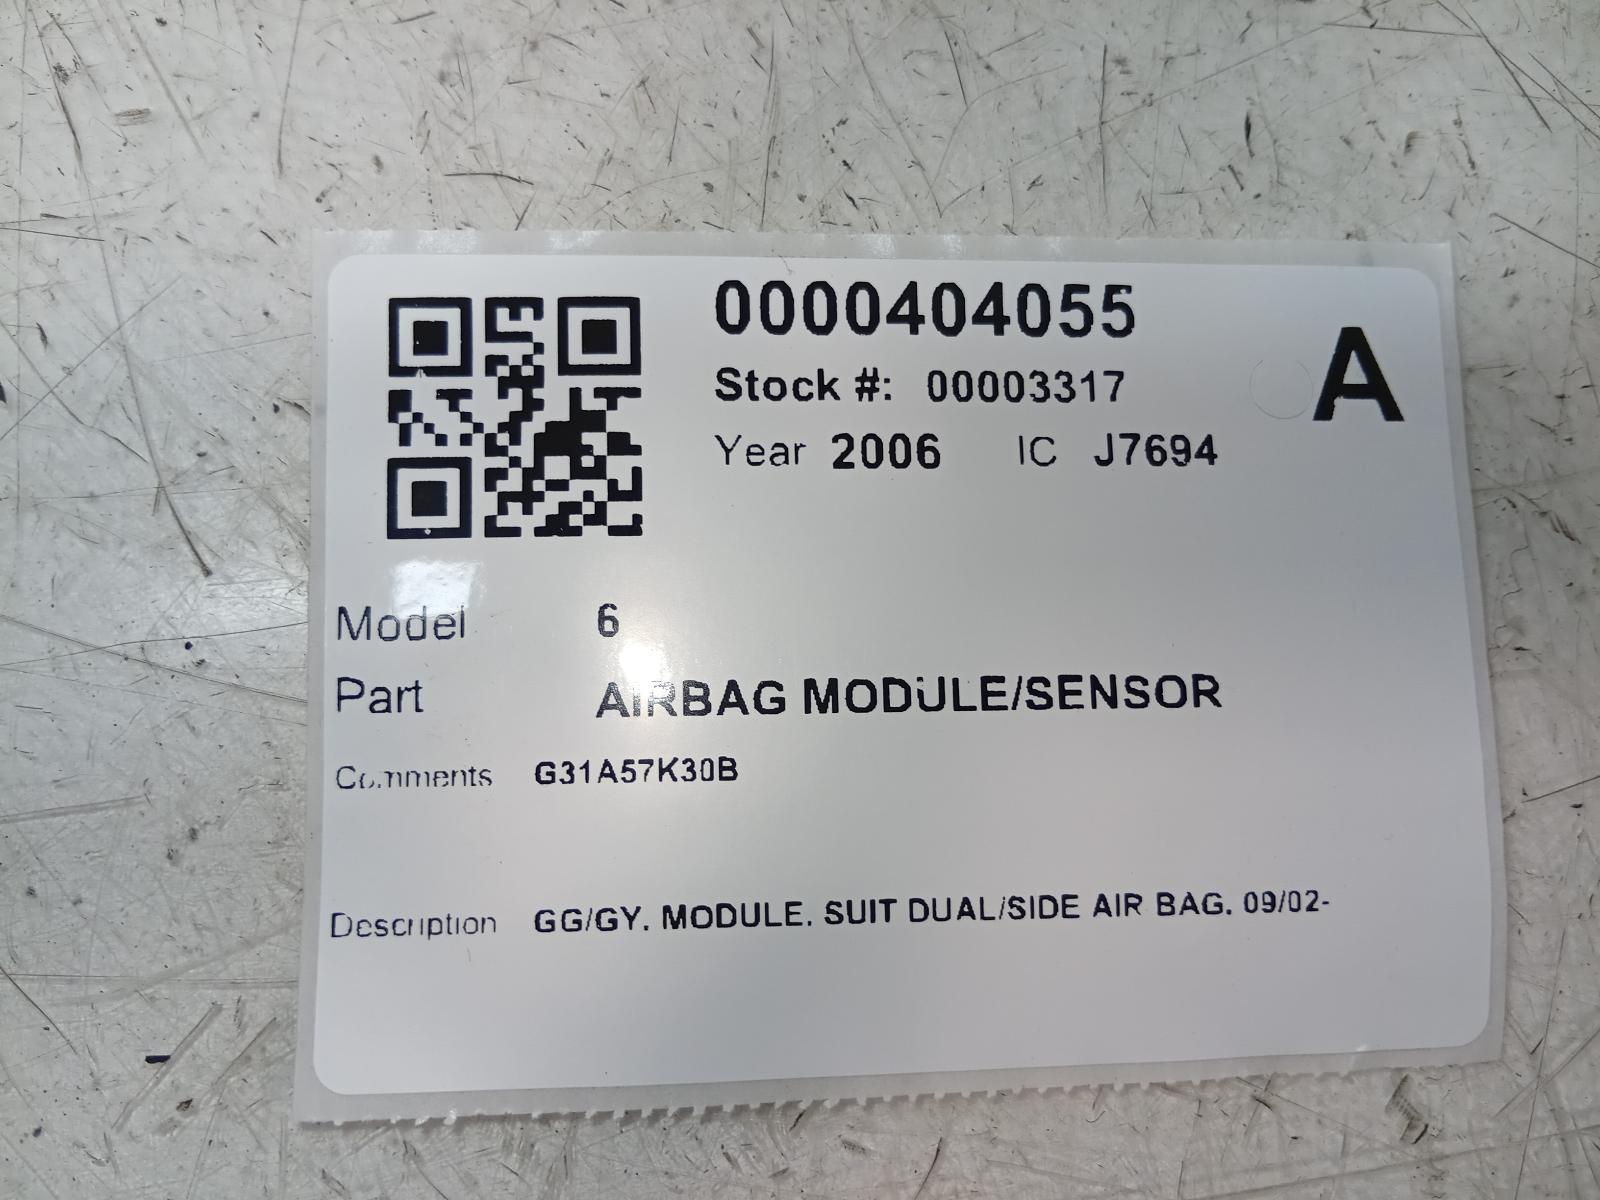 0000404055
A
Stock #: 00003317
Year 2006 IC J7694
Model 6
Part AIRBAG MODULE/SENSOR
Comments G31A57K30B
Description GG/GY. MODULE. SUIT DUAL/SIDE AIR BAG. 09/02-